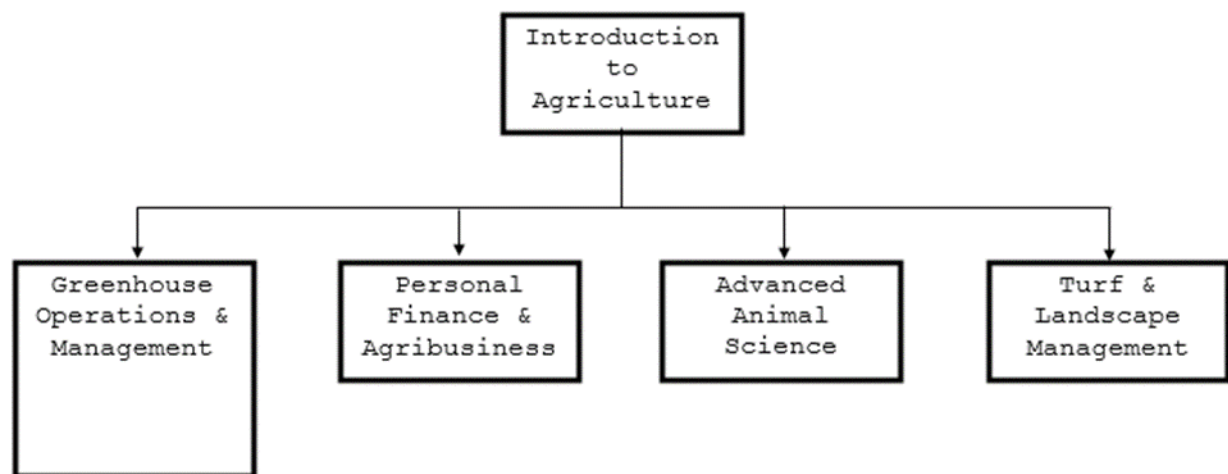 Introduction
to
Agriculture
Greenhouse
Operations &
Management
Personal
Finance &
Agribusiness
Advanced
Animal
Science
Turf &
Landscape
Management